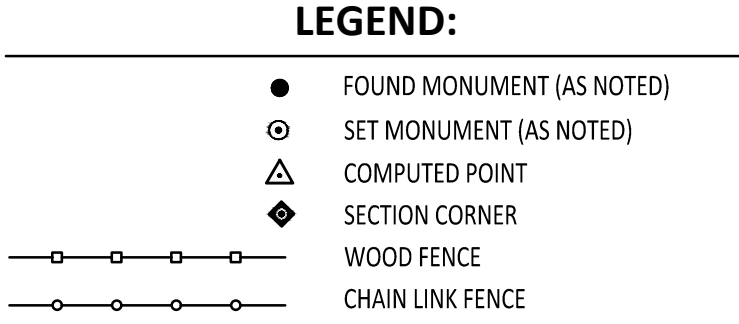 LEGEND:
FOUND MONUMENT (AS NOTED)
SET MONUMENT (AS NOTED)
COMPUTED POINT
SECTION CORNER
WOOD FENCE
CHAIN LINK FENCE